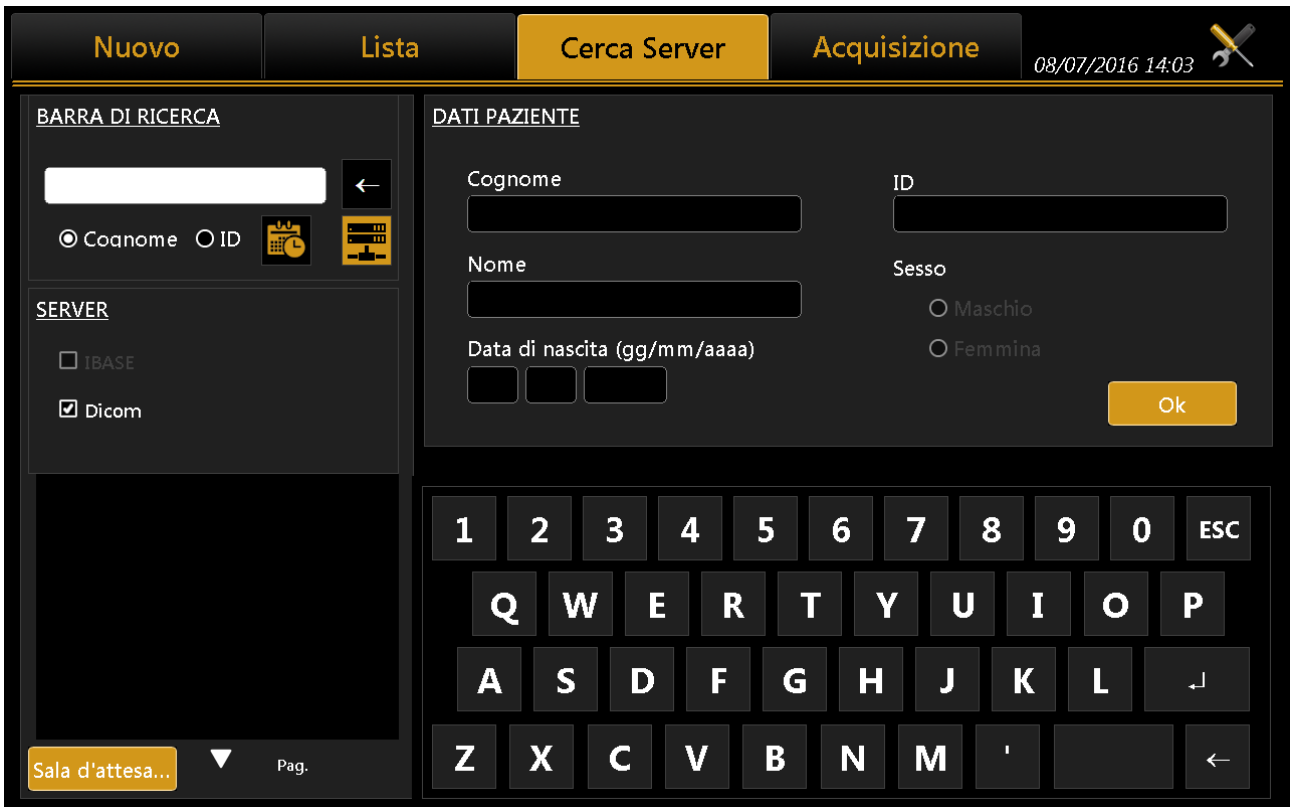 Nuovo Lista Cerca Server Acquisizione 08/07/2016 14:03
BARRA DI RICERCA
←
Cognome ID
SERVER
IBASE
Dicom
Sala d'attesa... Pag.
DATI PAZIENTE
Cognome ID
Nome Sesso
Maschio
Data di nascita (gg/mm/aaaa) Femmina
Ok
1 2 3 4 5 6 7 8 9 0 ESC
Q W E R T Y U I O P
A S D F G H J K L ↵
Z X C V B N M ' ←